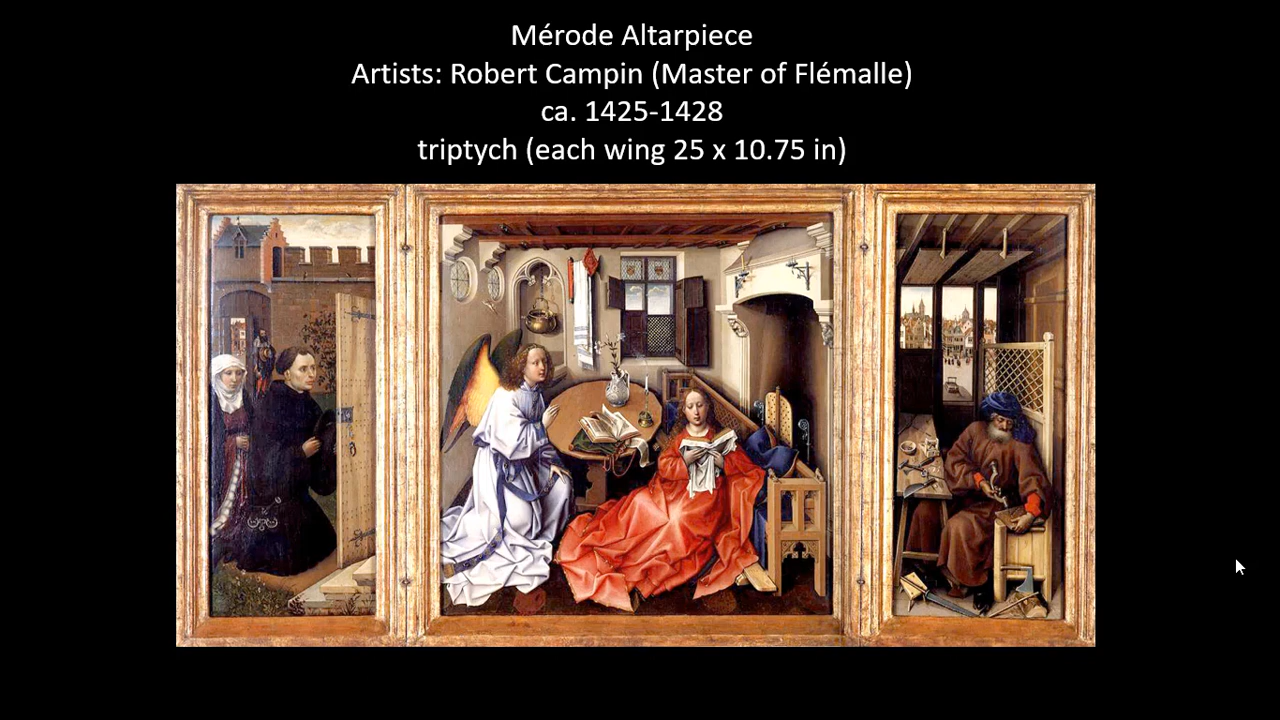 Mérode Altarpiece
Artists: Robert Campin (Master of Flémalle)
ca. 1425-1428
triptych (each wing 25 x 10.75 in)